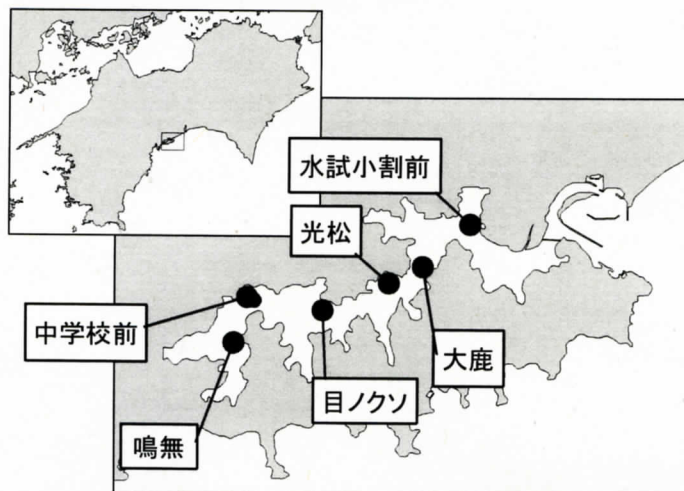 水試小割前
光松
中学校前
大鹿
目ノクソ
鳴無